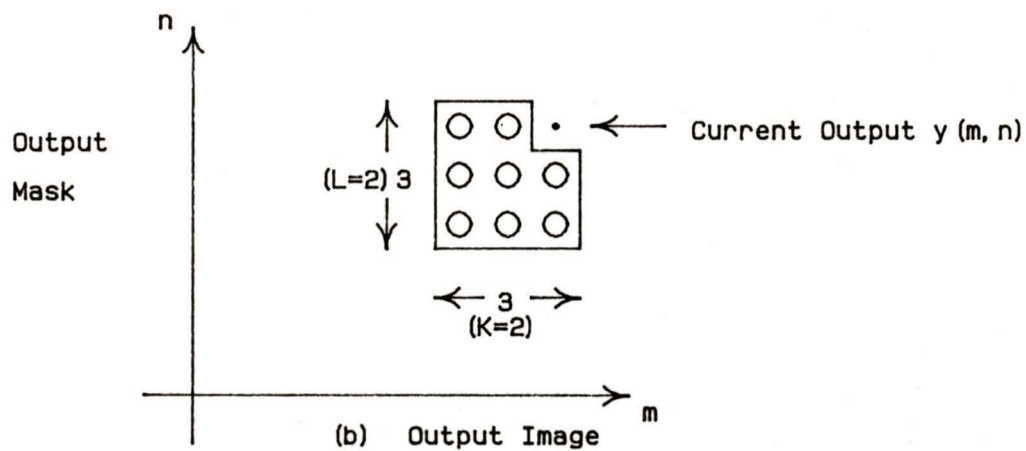 n
Output
Mask
Current Output y(m,n)
(L=2) 3
3
(K=2)
m
(b) Output Image